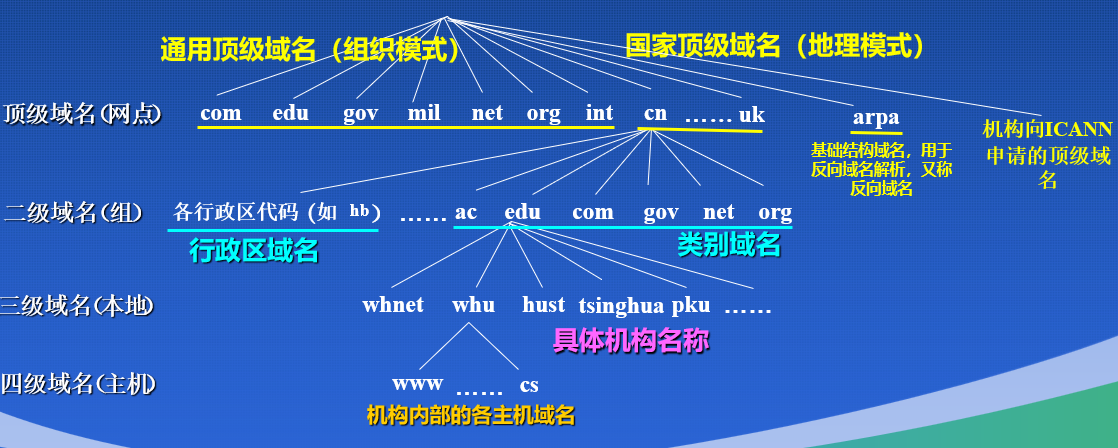 通用顶级域名（组织模式）
国家顶级域名（地理模式）
顶级域名(网点)
com edu gov mil net org int cn …… uk
arpa
基础结构域名，用于
反向域名解析，又称
反向域名
机构向ICANN
申请的顶级域
名
二级域名(组)
各行政区代码（如 hb） …… ac edu com gov net org
行政区域名
类别域名
三级域名(本地)
whnet whu hust tsinghua pku ……
具体机构名称
四级域名(主机)
www …… cs
机构内部的各主机域名